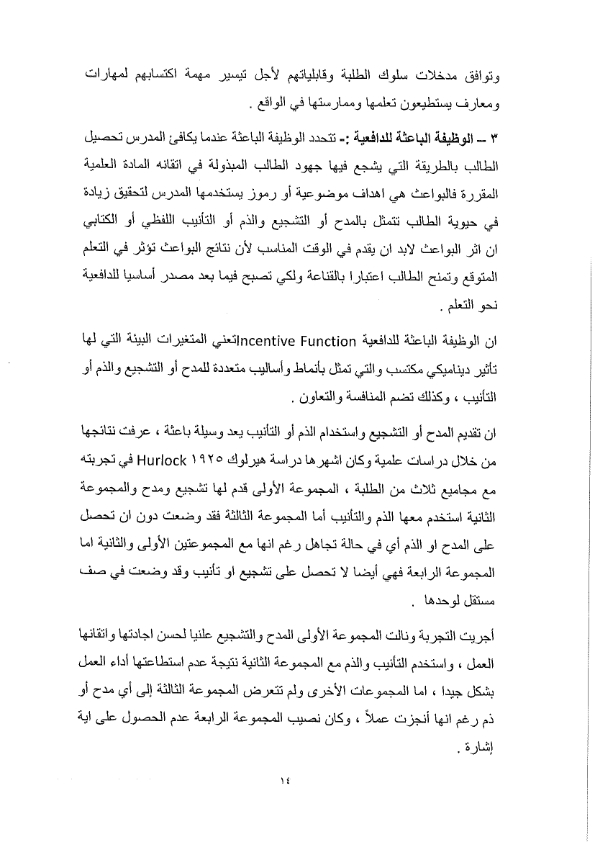 وتوافق مدخلات سلوك الطلبة وقابلياتهم لأجل تيسير مهمة اكتسابهم لمهارات
ومعارف يستطيعون تعلمها وممارستها في الواقع .
٣ – الوظيفة الباعثة للدافعية :- تتحدد الوظيفة الباعثة عندما يكافئ المدرس تحصيل
الطالب بالطريقة التي يشجع فيها جهود الطالب المبذولة في اتقانه المادة العلمية
المقررة فالبواعث هي اهداف موضوعية أو رموز يستخدمها المدرس لتحقيق زيادة
في حيوية الطالب تتمثل بالمدح أو التشجيع والذم أو التأنيب اللفظي أو الكتابي
ان اثر البواعث لابد ان يقدم في الوقت المناسب لأن نتائج البواعث تؤثر في التعلم
المتوقع وتمنح الطالب اعتبارا بالقناعة ولكي تصبح فيما بعد مصدر أساسيا للدافعية
نحو التعلم .
ان الوظيفة الباعثة للدافعية Incentive Functionتعني المتغيرات البيئة التي لها
تأثير ديناميكي مكتسب والتي تمثل بأنماط وأساليب متعددة للمدح أو التشجيع والذم أو
التأنيب ، وكذلك تضم المنافسة والتعاون .
ان تقديم المدح أو التشجيع واستخدام الذم أو التأنيب يعد وسيلة باعثة ، عرفت نتائجها
من خلال دراسات علمية وكان اشهرها دراسة هيرلوك ١٩٢٥ Hurlock في تجربته
مع مجاميع ثلاث من الطلبة ، المجموعة الأولى قدم لها تشجيع ومدح والمجموعة
الثانية استخدم معها الذم والتأنيب أما المجموعة الثالثة فقد وضعت دون ان تحصل
على المدح او الذم أي في حالة تجاهل رغم انها مع المجموعتين الأولى والثانية اما
المجموعة الرابعة فهي أيضا لا تحصل على تشجيع او تأنيب وقد وضعت في صف
مستقل لوحدها .
أجريت التجربة ونالت المجموعة الأولى المدح والتشجيع علنيا لحسن اجادتها واتقانها
العمل ، واستخدم التأنيب والذم مع المجموعة الثانية نتيجة عدم استطاعتها أداء العمل
بشكل جيدا ، اما المجموعات الأخرى ولم تتعرض المجموعة الثالثة إلى أي مدح أو
ذم رغم انها أنجزت عملاً ، وكان نصيب المجموعة الرابعة عدم الحصول على اية
إشارة .
١٤